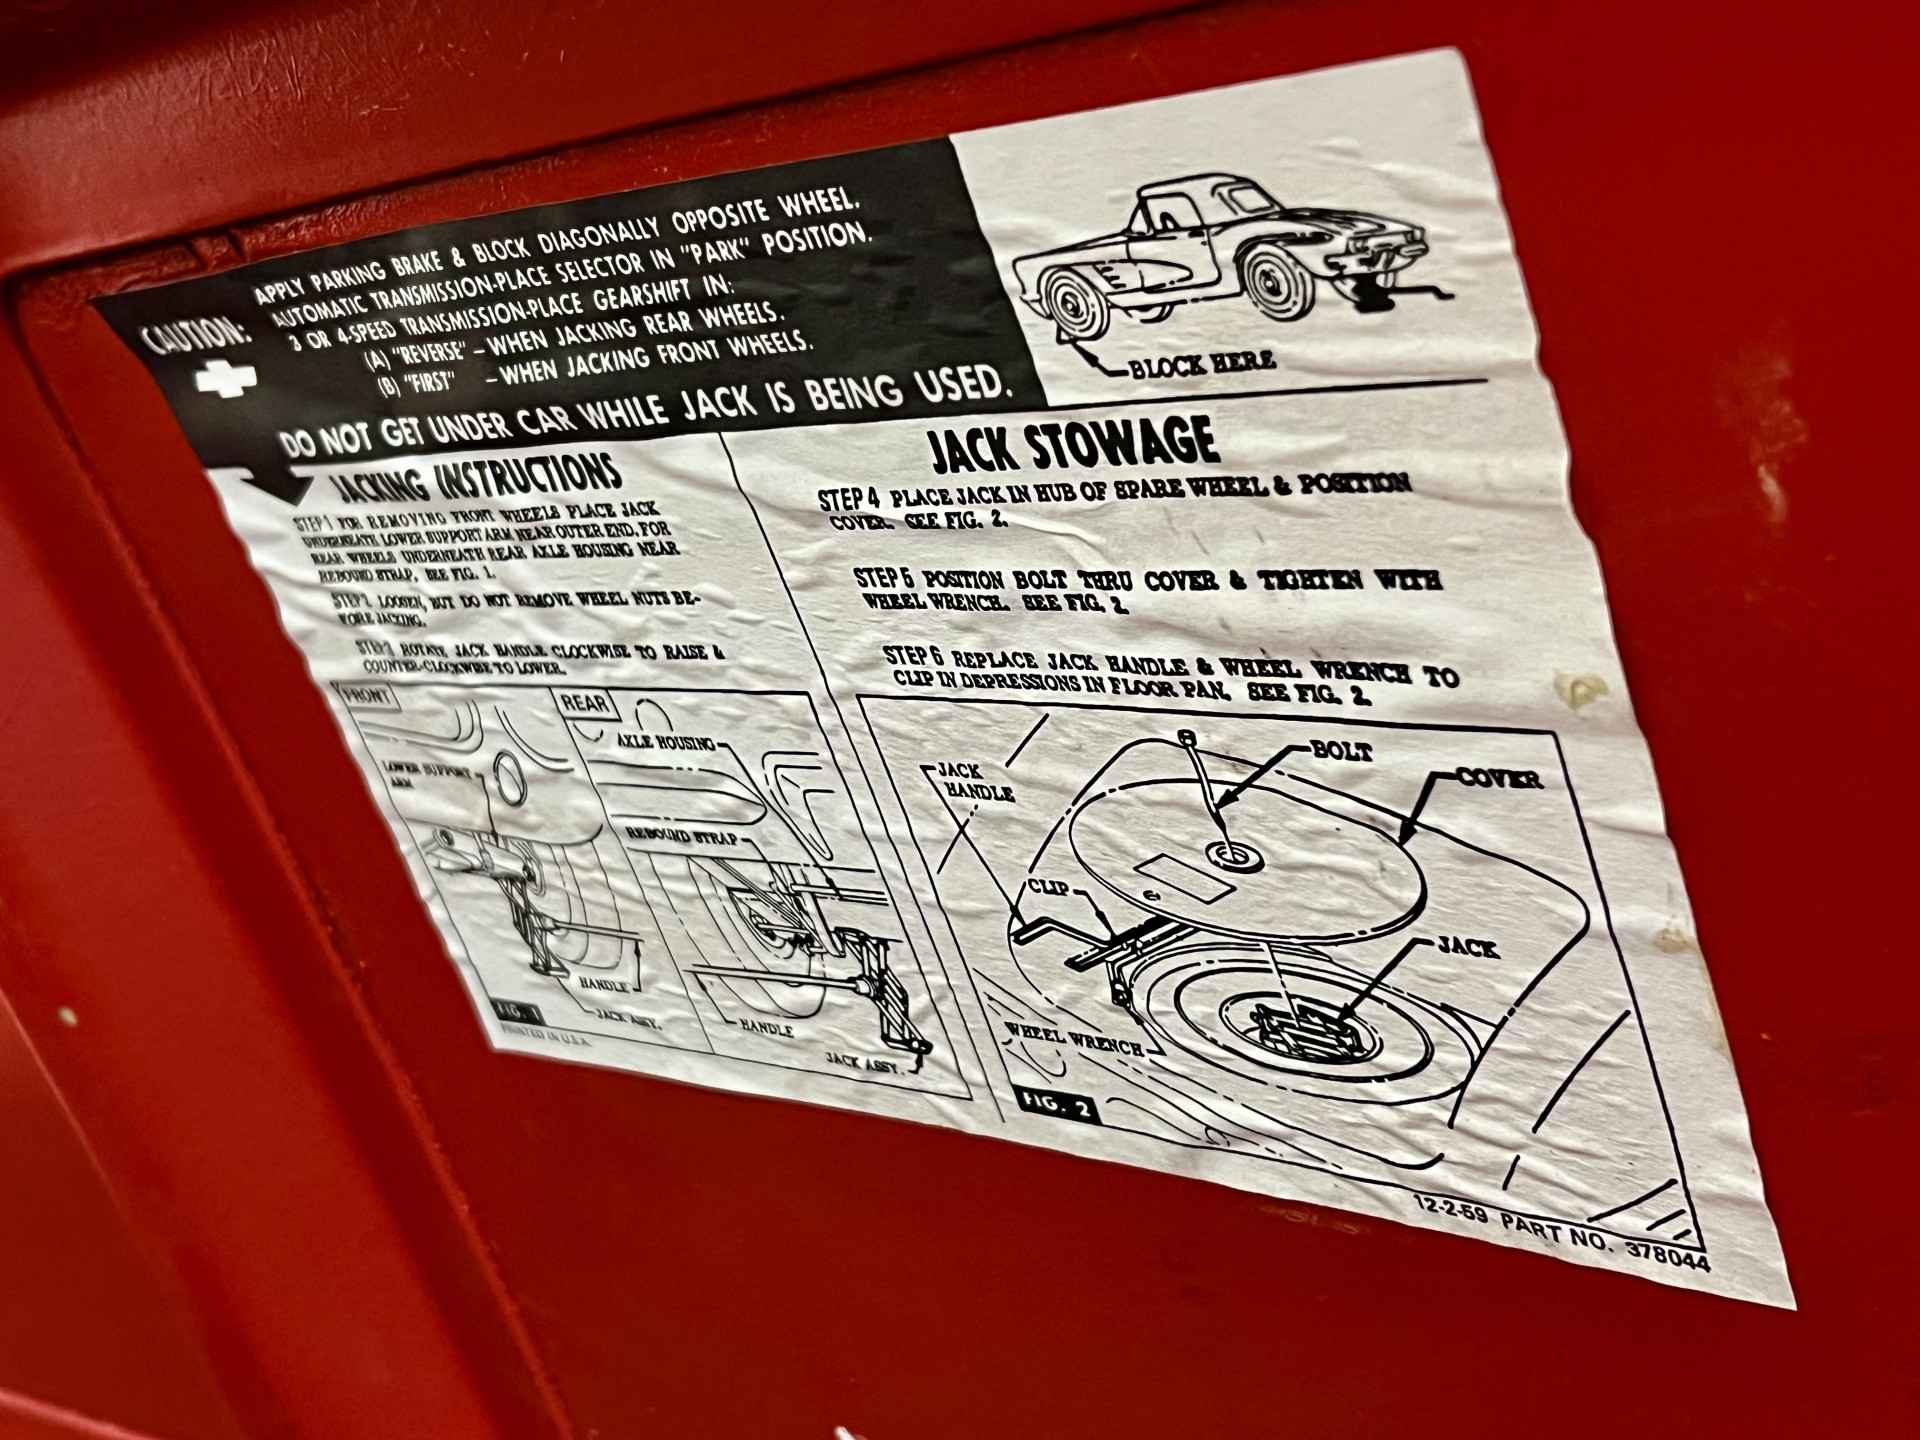 CAUTION:
APPLY PARKING BRAKE & BLOCK DIAGONALLY OPPOSITE WHEEL.
AUTOMATIC TRANSMISSION-PLACE SELECTOR IN "PARK" POSITION.
3 OR 4-SPEED TRANSMISSION-PLACE GEARSHIFT IN:
(A) "REVERSE" – WHEN JACKING REAR WHEELS.
(B) "FIRST" – WHEN JACKING FRONT WHEELS.
DO NOT GET UNDER CAR WHILE JACK IS BEING USED.
BLOCK HERE
JACKING INSTRUCTIONS
STEP 1 FOR REMOVING FRONT WHEELS PLACE JACK
UNDERNEATH LOWER SUPPORT ARM NEAR OUTER END, FOR
REAR WHEELS UNDERNEATH REAR AXLE HOUSING NEAR
REBOUND STRAP, SEE FIG. 1.
STEP 2 LOOSEN, BUT DO NOT REMOVE WHEEL NUTS BE-
FORE JACKING.
STEP 3 ROTATE JACK HANDLE CLOCKWISE TO RAISE &
COUNTER-CLOCKWISE TO LOWER.
FRONT
LOWER SUPPORT
ARM
HANDLE
JACK ASSY.
FIG. 1
PRINTED IN U.S.A.
REAR
AXLE HOUSING
REBOUND STRAP
HANDLE
JACK ASSY.
JACK STOWAGE
STEP 4 PLACE JACK IN HUB OF SPARE WHEEL & POSITION
COVER. SEE FIG. 2.
STEP 5 POSITION BOLT THRU COVER & TIGHTEN WITH
WHEEL WRENCH. SEE FIG. 2.
STEP 6 REPLACE JACK HANDLE & WHEEL WRENCH TO
CLIP IN DEPRESSIONS IN FLOOR PAN. SEE FIG. 2.
BOLT
COVER
JACK
HANDLE
CLIP
JACK
WHEEL WRENCH
FIG. 2
12-2-59 PART NO. 378044